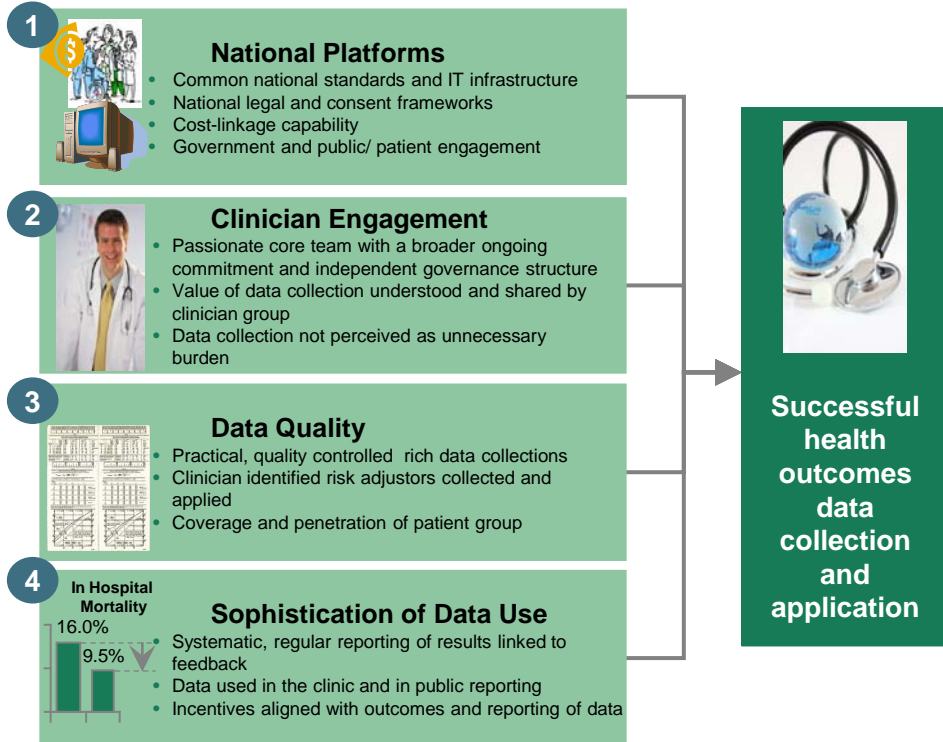 1
National Platforms
• Common national standards and IT infrastructure
• National legal and consent frameworks
• Cost-linkage capability
• Government and public/ patient engagement
2
Clinician Engagement
• Passionate core team with a broader ongoing
commitment and independent governance structure
• Value of data collection understood and shared by
clinician group
• Data collection not perceived as unnecessary
burden
3
Data Quality
• Practical, quality controlled  rich data collections
• Clinician identified risk adjustors collected and
applied
• Coverage and penetration of patient group
4
In Hospital
Mortality
16.0%
9.5%
Sophistication of Data Use
• Systematic, regular reporting of results linked to
feedback
• Data used in the clinic and in public reporting
• Incentives aligned with outcomes and reporting of data
Successful
health
outcomes
data
collection
and
application